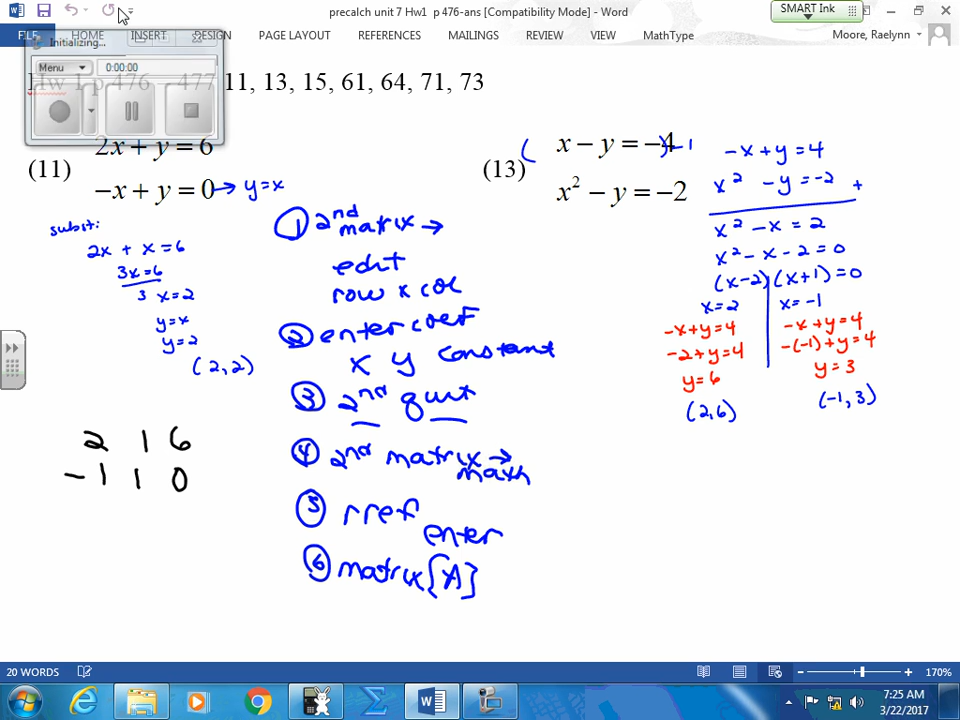 precalch unit 7 Hw1 p 476-ans [Compatibility Mode] - Word
SMART Ink
FILE HOME INSERT DESIGN PAGE LAYOUT REFERENCES MAILINGS REVIEW VIEW MathType
Moore, Raelynn
Initializing...
Menu
0:00:00
Hw 1 p 476 – 477 11, 13, 15, 61, 64, 71, 73
(11)
2x + y = 6
-x + y = 0 → y=x
subst:
2x + x = 6
3x = 6
3
x = 2
y = x
y = 2
(2, 2)
2 1 6
-1 1 0
① 2nd matrix →
edit
row x col
② enter coef
x y constant
③ 2nd quit
④ 2nd matrix →
math
⑤ rref
enter
⑥ matrix [A]
(13)
( x - y = -4 ) -1
x² - y = -2
-x + y = 4
x² - y = -2 +
x² - x = 2
x² - x - 2 = 0
(x-2)(x+1) = 0
x = 2 x = -1
-x + y = 4 -x + y = 4
-2 + y = 4 -(-1) + y = 4
y = 6 y = 3
(2, 6) (-1, 3)
20 WORDS
170%
7:25 AM
3/22/2017